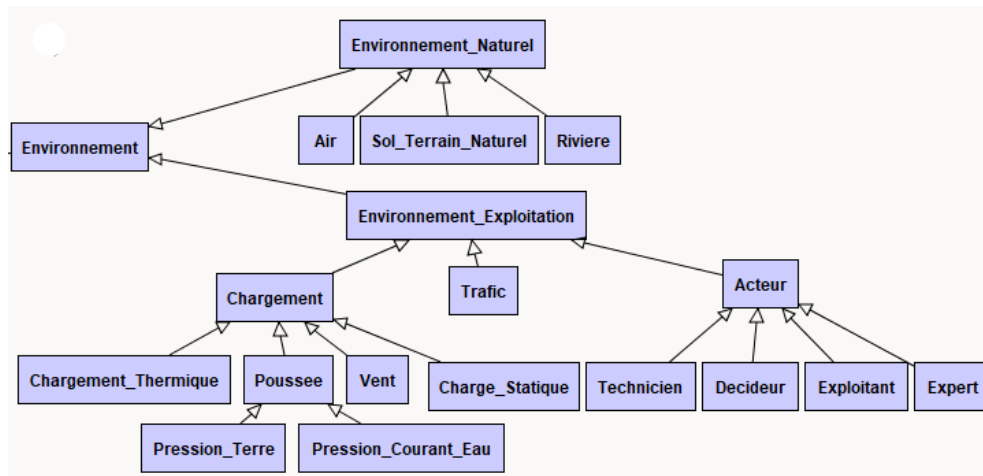 Environnement_Naturel
Air
Sol_Terrain_Naturel
Riviere
Environnement
Environnement_Exploitation
Chargement
Trafic
Acteur
Chargement_Thermique
Poussee
Vent
Charge_Statique
Technicien
Decideur
Exploitant
Expert
Pression_Terre
Pression_Courant_Eau